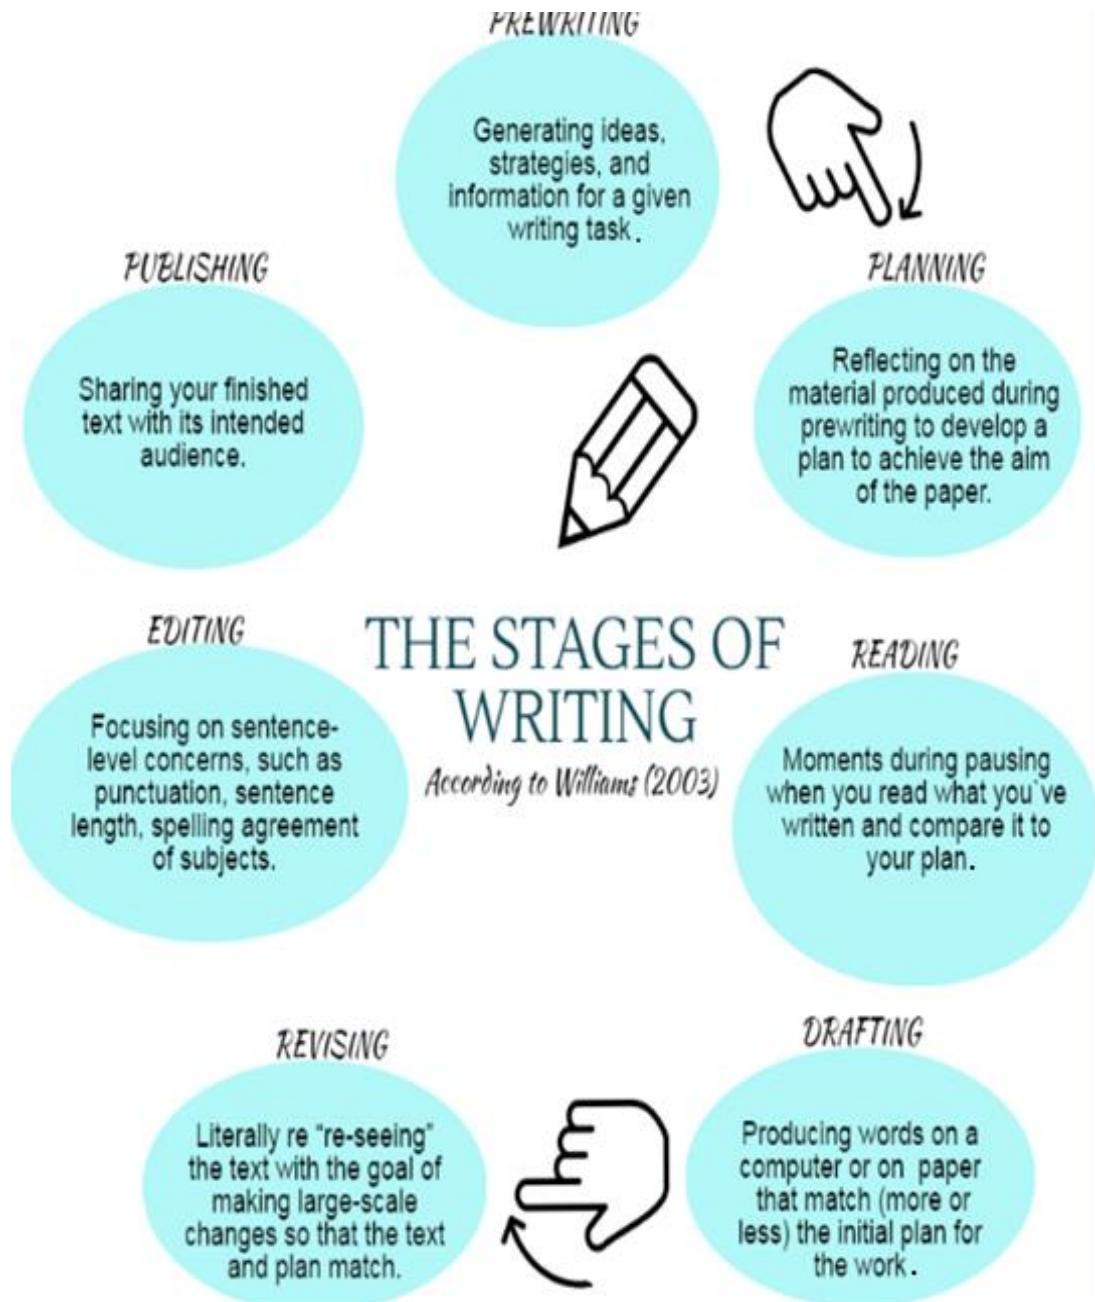 PREWRITING
Generating ideas,
strategies, and
information for a given
writing task.
PLANNING
Reflecting on the
material produced during
prewriting to develop a
plan to achieve the aim
of the paper.
READING
Moments during pausing
when you read what you`ve
written and compare it to
your plan.
DRAFTING
Producing words on a
computer or on paper
that match (more or
less) the initial plan for
the work.
REVISING
Literally re "re-seeing"
the text with the goal of
making large-scale
changes so that the text
and plan match.
EDITING
Focusing on sentence-
level concerns, such as
punctuation, sentence
length, spelling agreement
of subjects.
PUBLISHING
Sharing your finished
text with its intended
audience.
THE STAGES OF
WRITING
According to Williams (2003)